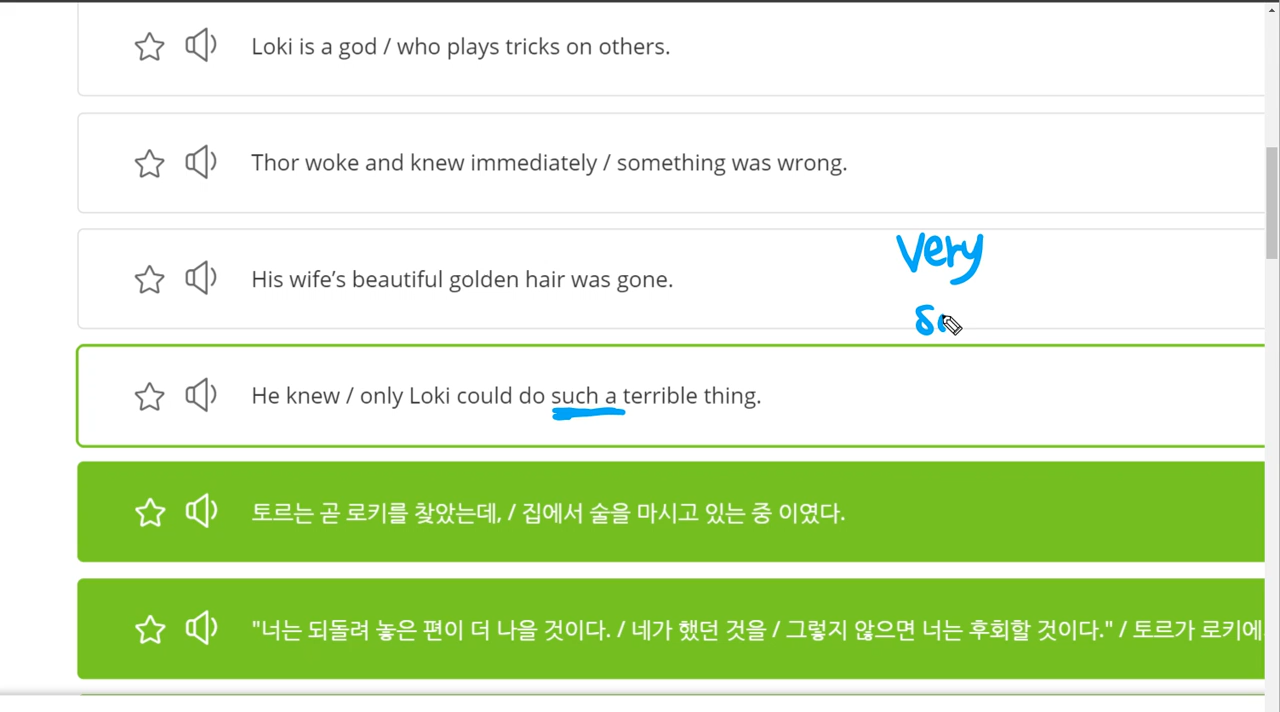 Loki is a god / who plays tricks on others.
Thor woke and knew immediately / something was wrong.
very
His wife’s beautiful golden hair was gone.
He knew / only Loki could do such a terrible thing.
토르는 곧 로키를 찾았는데, / 집에서 술을 마시고 있는 중 이였다.
"너는 되돌려 놓은 편이 더 나을 것이다. / 네가 했던 것을 / 그렇지 않으면 너는 후회할 것이다." / 토르가 로키에